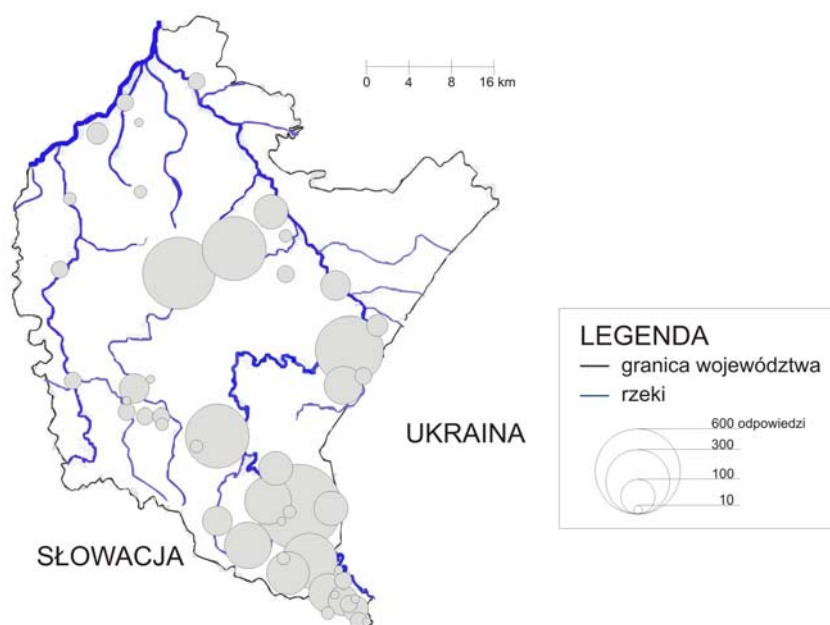 0 4 8 16 km
UKRAINA
SŁOWACJA
LEGENDA
granica województwa
rzeki
600 odpowiedzi
300
100
10